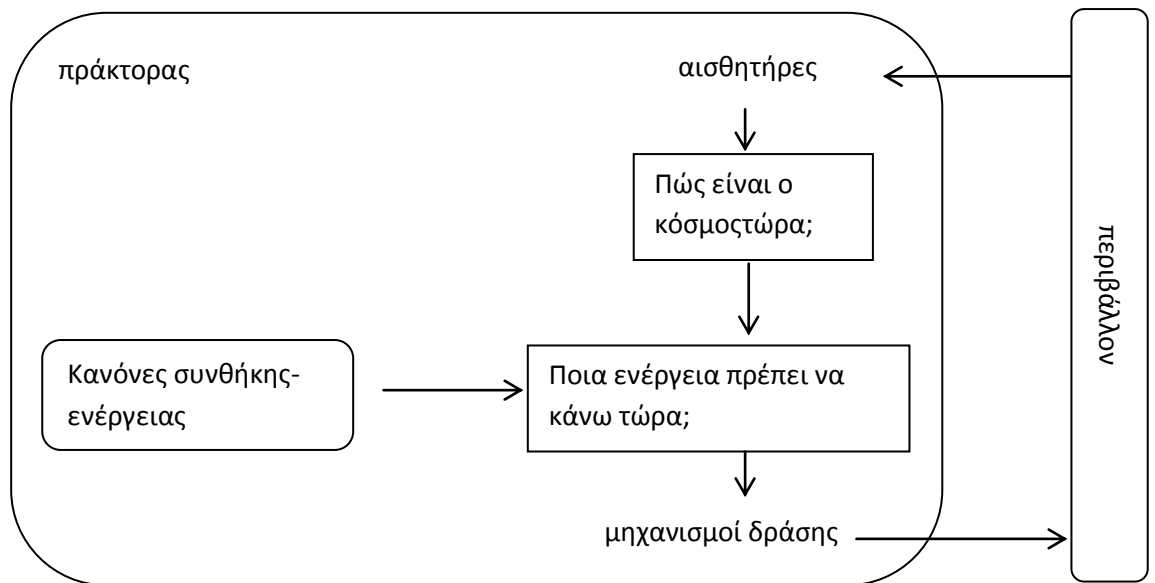 πράκτορας
αισθητήρες
Πώς είναι ο
κόσμοςτώρα;
περιβάλλον
Κανόνες συνθήκης-
ενέργειας
Ποια ενέργεια πρέπει να
κάνω τώρα;
μηχανισμοί δράσης